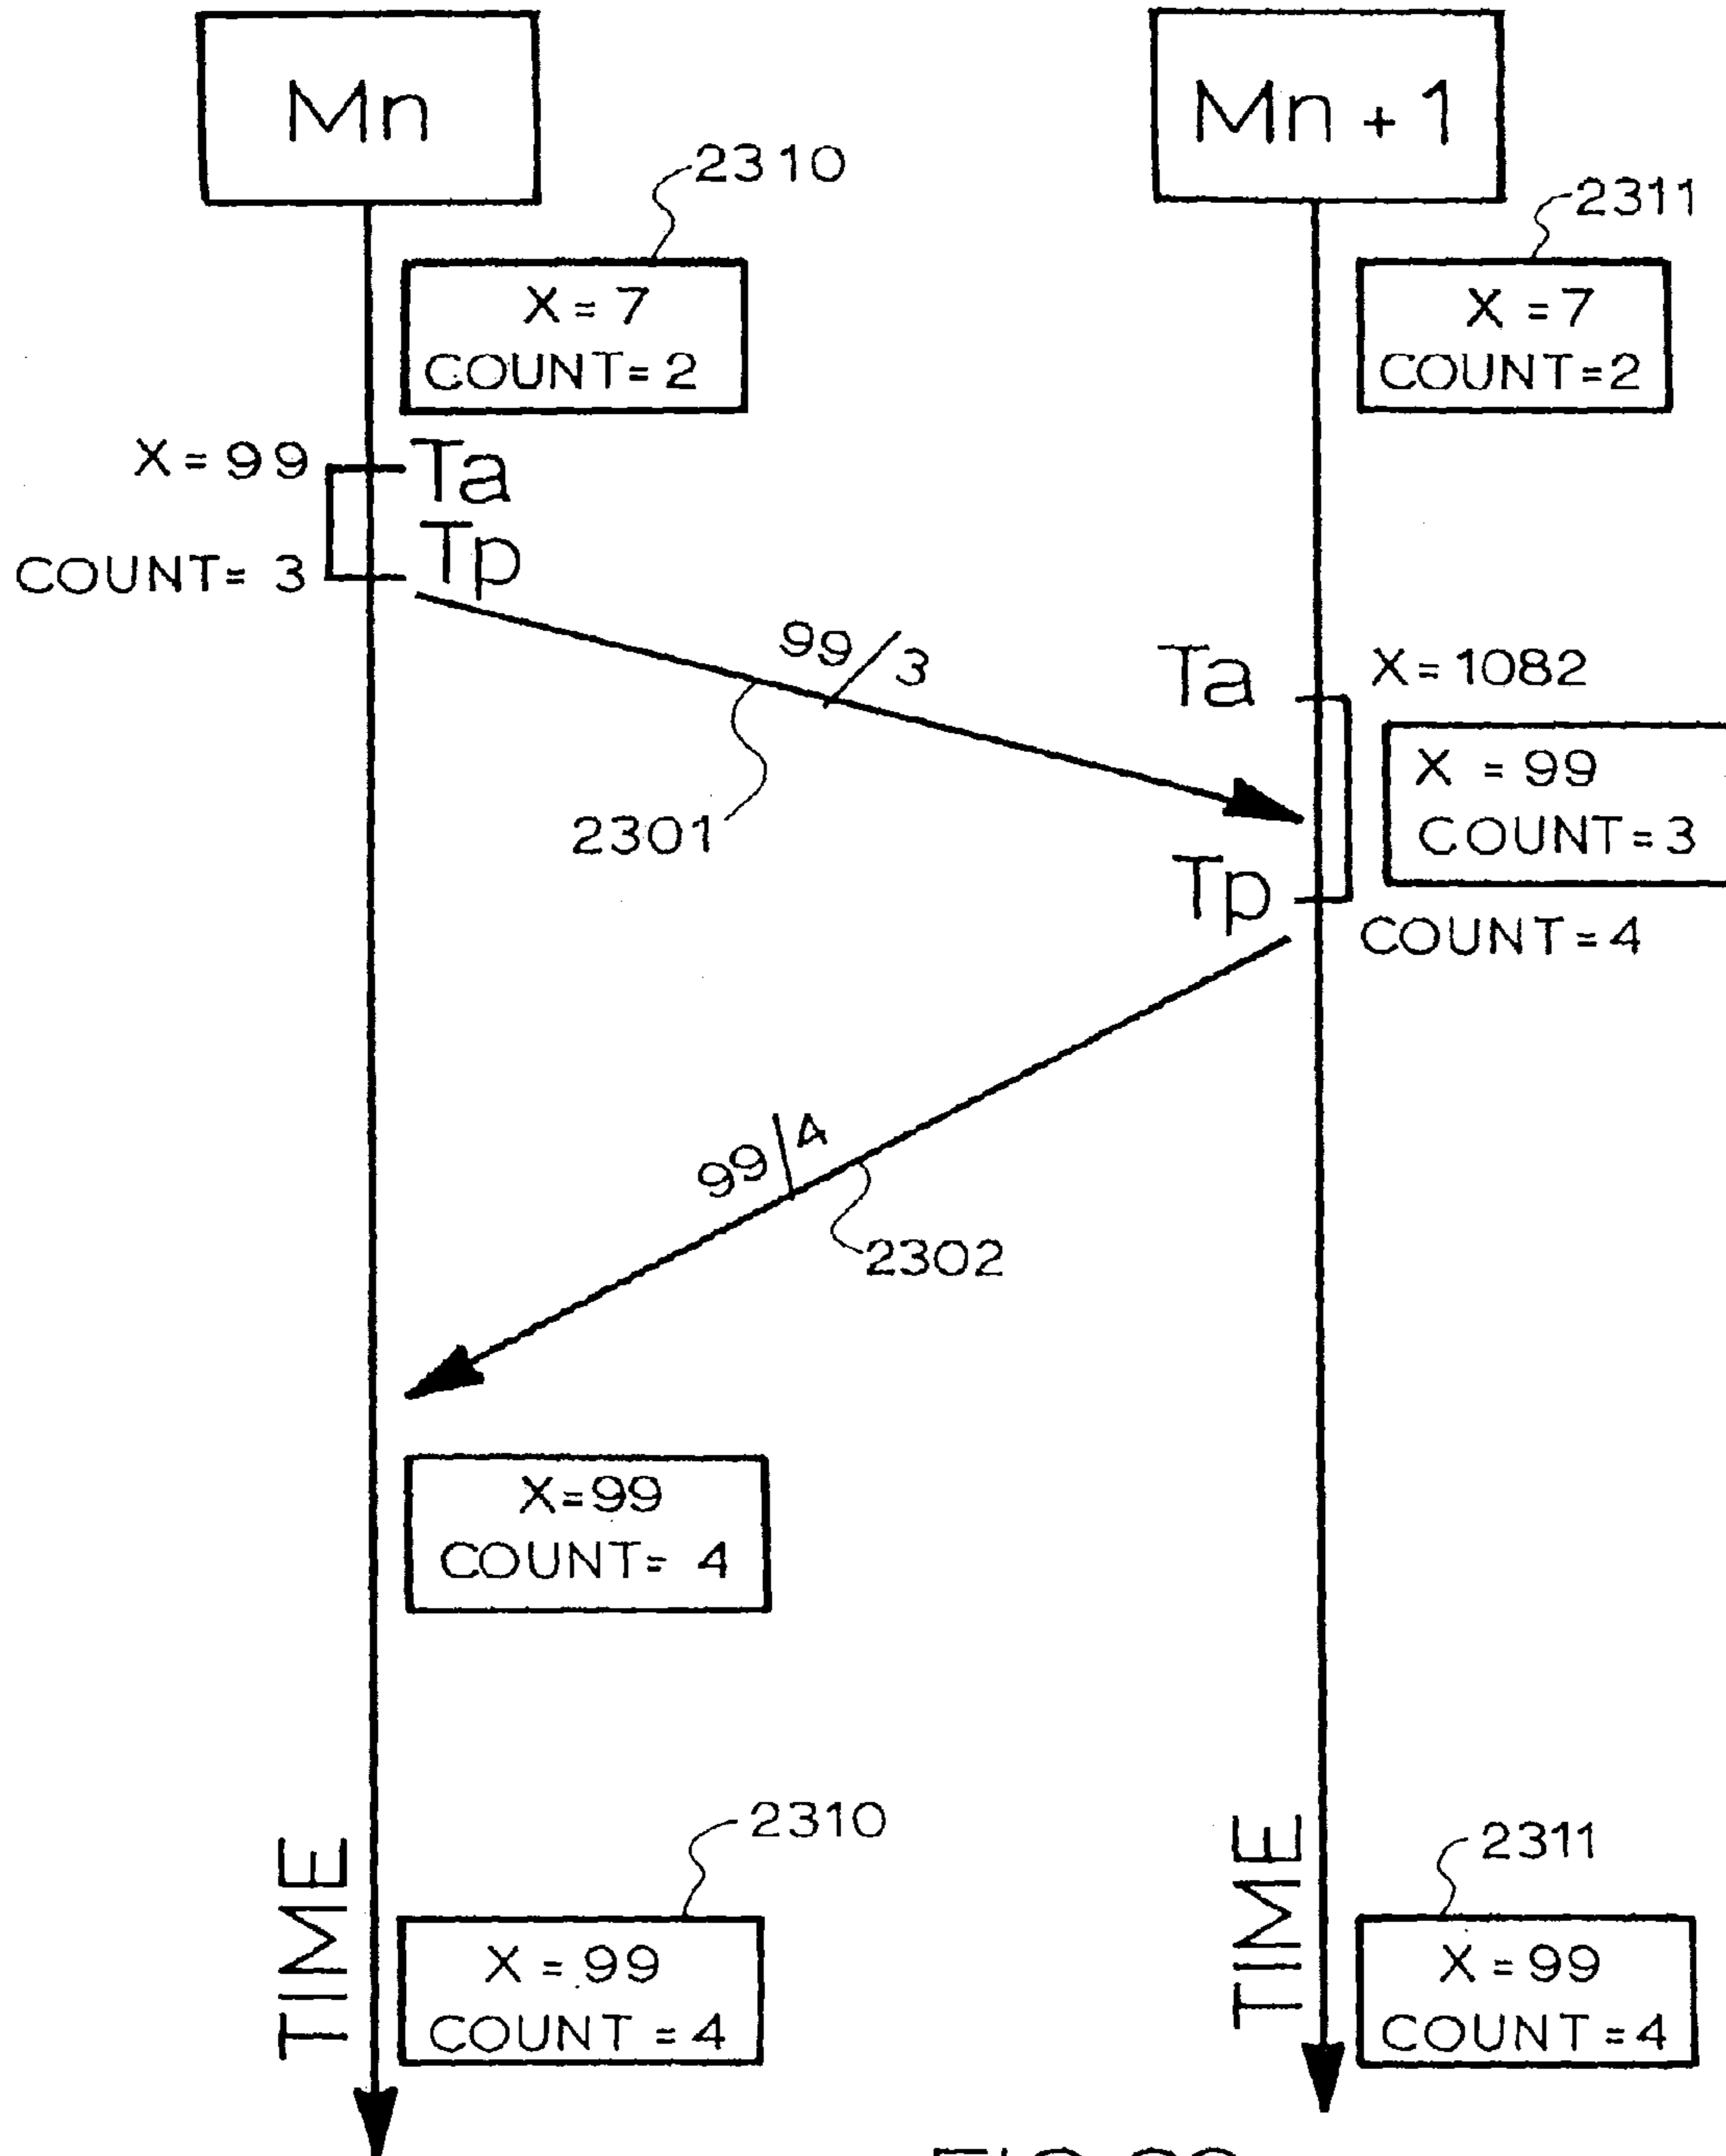 Mn
Mn + 1
2310
2311
X = 7
COUNT= 2
X = 7
COUNT=2
X = 99
Ta
Tp
COUNT= 3
99/3
Ta
X = 1082
2301
X = 99
COUNT=3
Tp
COUNT=4
99/4
2302
X=99
COUNT= 4
2310
2311
TIME
TIME
X = 99
COUNT =4
X = 99
COUNT =4